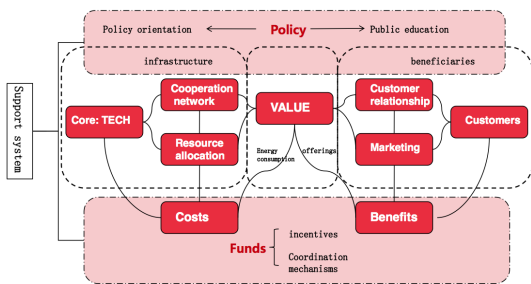 Policy orientation
Policy
Public education
infrastructure
beneficiaries
Support system
Cooperation
network
Customer
relationship
VALUE
Core: TECH
Customers
Resource
allocation
Marketing
Energy
consumption
offerings
Costs
Benefits
Funds
incentives
Coordination
mechanisms